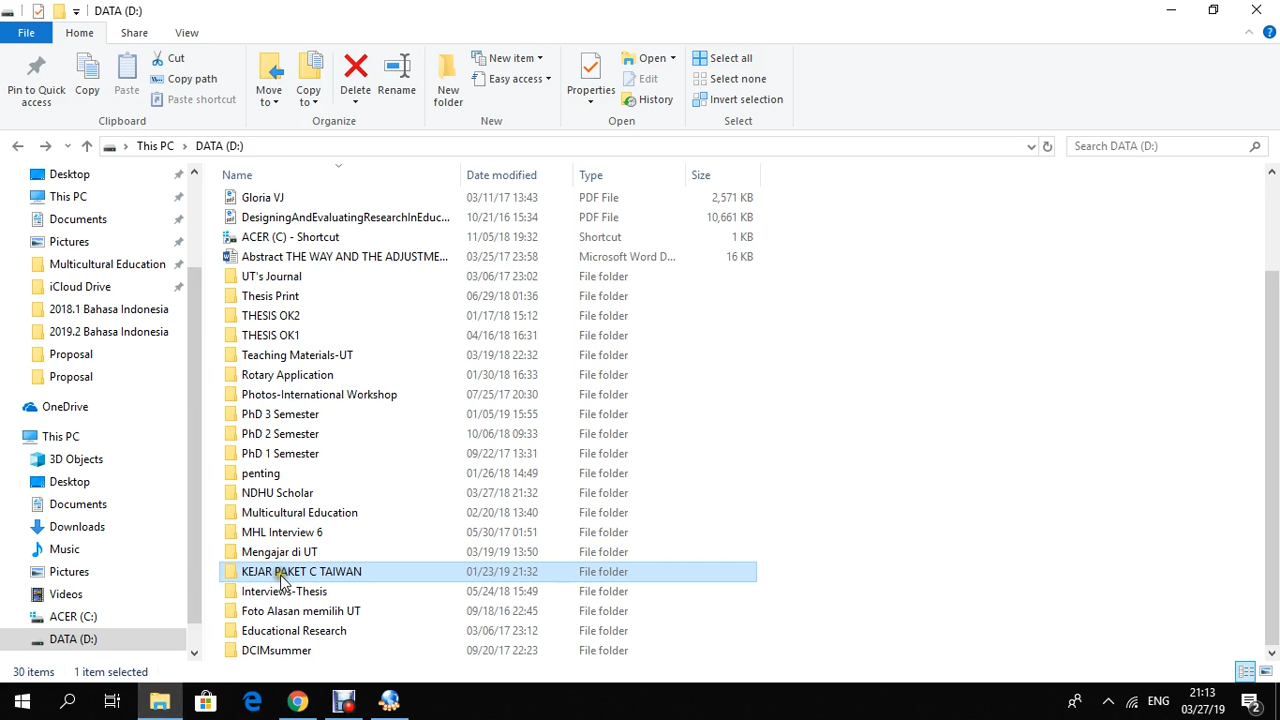 DATA (D:)
File Home Share View
Pin to Quick access
Copy
Paste
Cut
Copy path
Paste shortcut
Clipboard
Move to
Copy to
Delete
Rename
Organize
New folder
New item
Easy access
New
Properties
Open
Edit
History
Open
Select all
Select none
Invert selection
Select
This PC DATA (D:)
Search DATA (D:)
Desktop
This PC
Documents
Pictures
Multicultural Education
iCloud Drive
2018.1 Bahasa Indonesia
2019.2 Bahasa Indonesia
Proposal
Proposal
OneDrive
This PC
3D Objects
Desktop
Documents
Downloads
Music
Pictures
Videos
ACER (C:)
DATA (D:)
Name Date modified Type Size
Gloria VJ 03/11/17 13:43 PDF File 2,571 KB
DesigningAndEvaluatingResearchInEduc... 10/21/16 15:34 PDF File 10,661 KB
ACER (C) - Shortcut 11/05/18 19:32 Shortcut 1 KB
Abstract THE WAY AND THE ADJUSTME... 03/25/17 23:58 Microsoft Word D... 16 KB
UT's Journal 03/06/17 23:02 File folder
Thesis Print 06/29/18 01:36 File folder
THESIS OK2 01/17/18 15:12 File folder
THESIS OK1 04/16/18 16:31 File folder
Teaching Materials-UT 03/19/18 22:32 File folder
Rotary Application 01/30/18 16:33 File folder
Photos-International Workshop 07/25/17 20:30 File folder
PhD 3 Semester 01/05/19 15:55 File folder
PhD 2 Semester 10/06/18 09:33 File folder
PhD 1 Semester 09/22/17 13:31 File folder
penting 01/26/18 14:49 File folder
NDHU Scholar 03/27/18 21:32 File folder
Multicultural Education 02/20/18 13:40 File folder
MHL Interview 6 05/30/17 01:51 File folder
Mengajar di UT 03/19/19 13:50 File folder
KEJAR PAKET C TAIWAN 01/23/19 21:32 File folder
Interviews-Thesis 05/24/18 15:49 File folder
Foto Alasan memilih UT 09/18/16 22:45 File folder
Educational Research 03/06/17 23:12 File folder
DCIMsummer 09/20/17 22:23 File folder
30 items 1 item selected
ENG
21:13
03/27/19
2